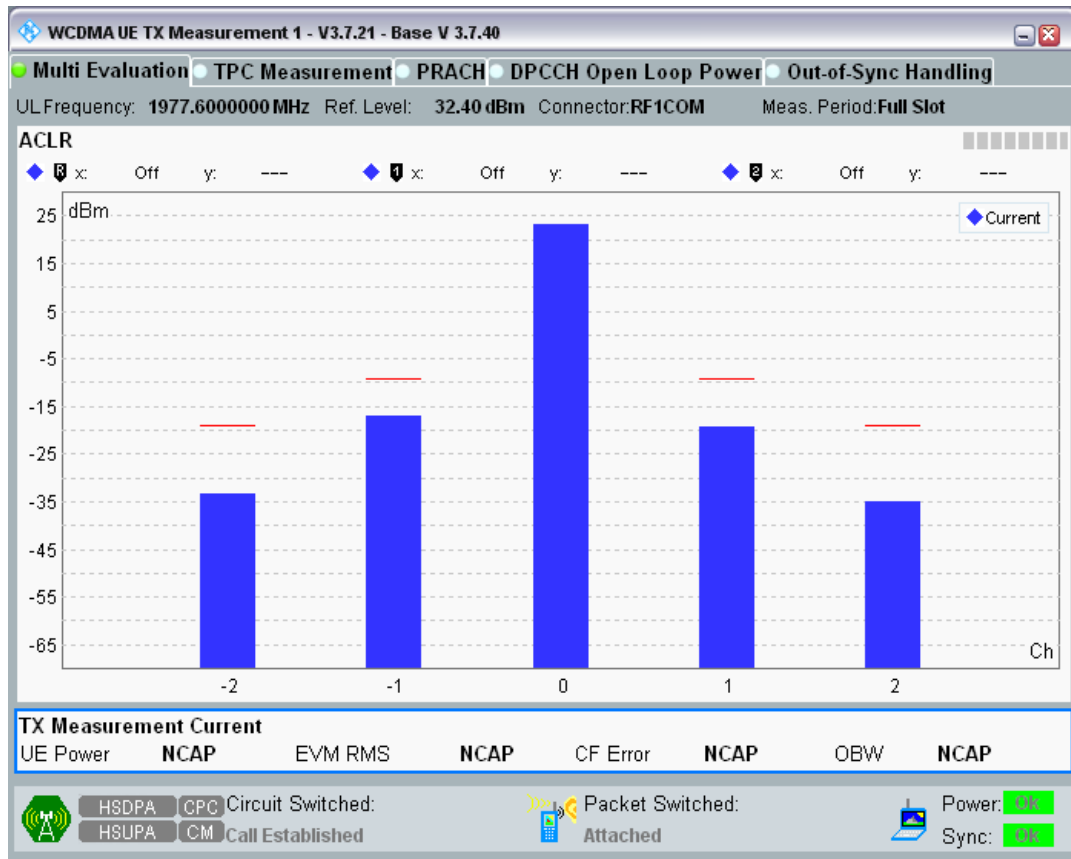 WCDMA UE TX Measurement 1 - V3.7.21 - Base V 3.7.40
Multi Evaluation TPC Measurement PRACH DPCCH Open Loop Power Out-of-Sync Handling
UL Frequency: 1977.6000000 MHz Ref. Level: 32.40 dBm Connector:RF1COM Meas. Period:Full Slot
ACLR
R x: Off y: --- 1 x: Off y: --- 2 x: Off y: ---
dBm
Current
25
15
5
-5
-15
-25
-35
-45
-55
-65
Ch
-2 -1 0 1 2
TX Measurement Current
UE Power NCAP EVM RMS NCAP CF Error NCAP OBW NCAP
HSDPA CPC Circuit Switched: Packet Switched: Power: Ok
HSUPA CM Call Established Attached Sync: Ok